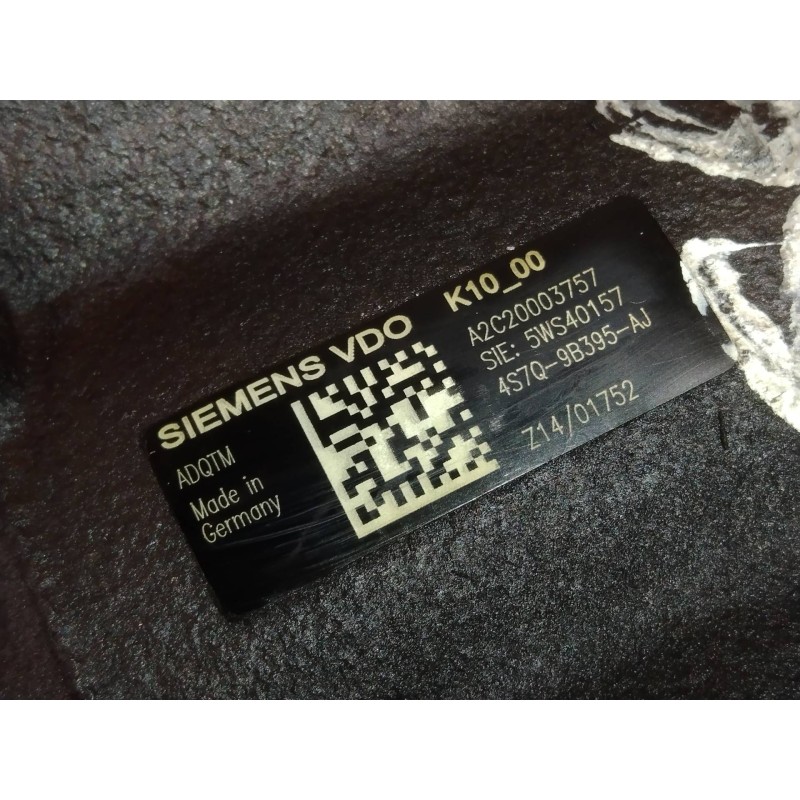 SIEMENS VDO K10_00
ADQTM
Made in
Germany
A2C20003757
SIE: 5WS40157
4S7Q-9B395-AJ
Z14/01752